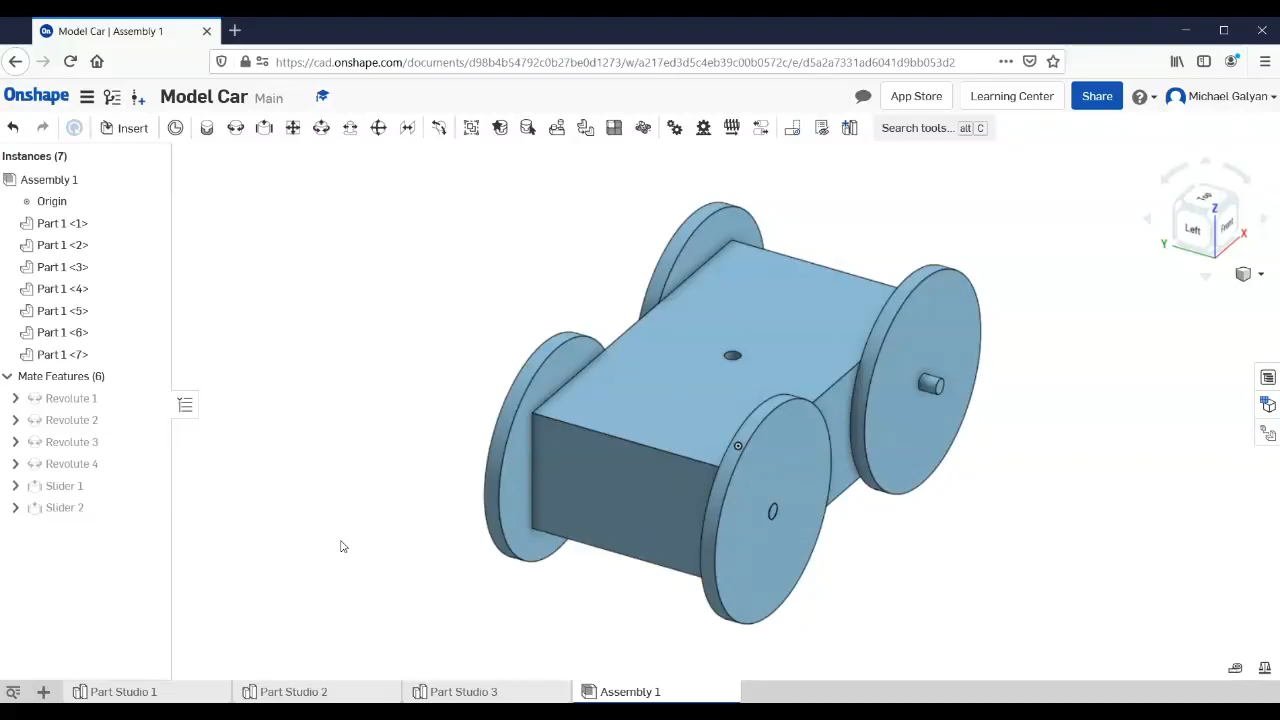 On Model Car | Assembly 1
https://cad.onshape.com/documents/d98b4b5479250b27be0d1273/w/a217ed3d5c4eb39c00b0572c/e/d5a2a7331ad6041d9bb053d2
Onshape Model Car Main App Store Learning Center Share Michael Galyan
Insert Search tools... alt C
Instances (7)
Assembly 1
Origin
Part 1 <1>
Part 1 <2>
Part 1 <3>
Part 1 <4>
Part 1 <5>
Part 1 <6>
Part 1 <7>
Mate Features (6)
Revolute 1
Revolute 2
Revolute 3
Revolute 4
Slider 1
Slider 2
Top
Z
Left Front X
Y
Part Studio 1 Part Studio 2 Part Studio 3 Assembly 1